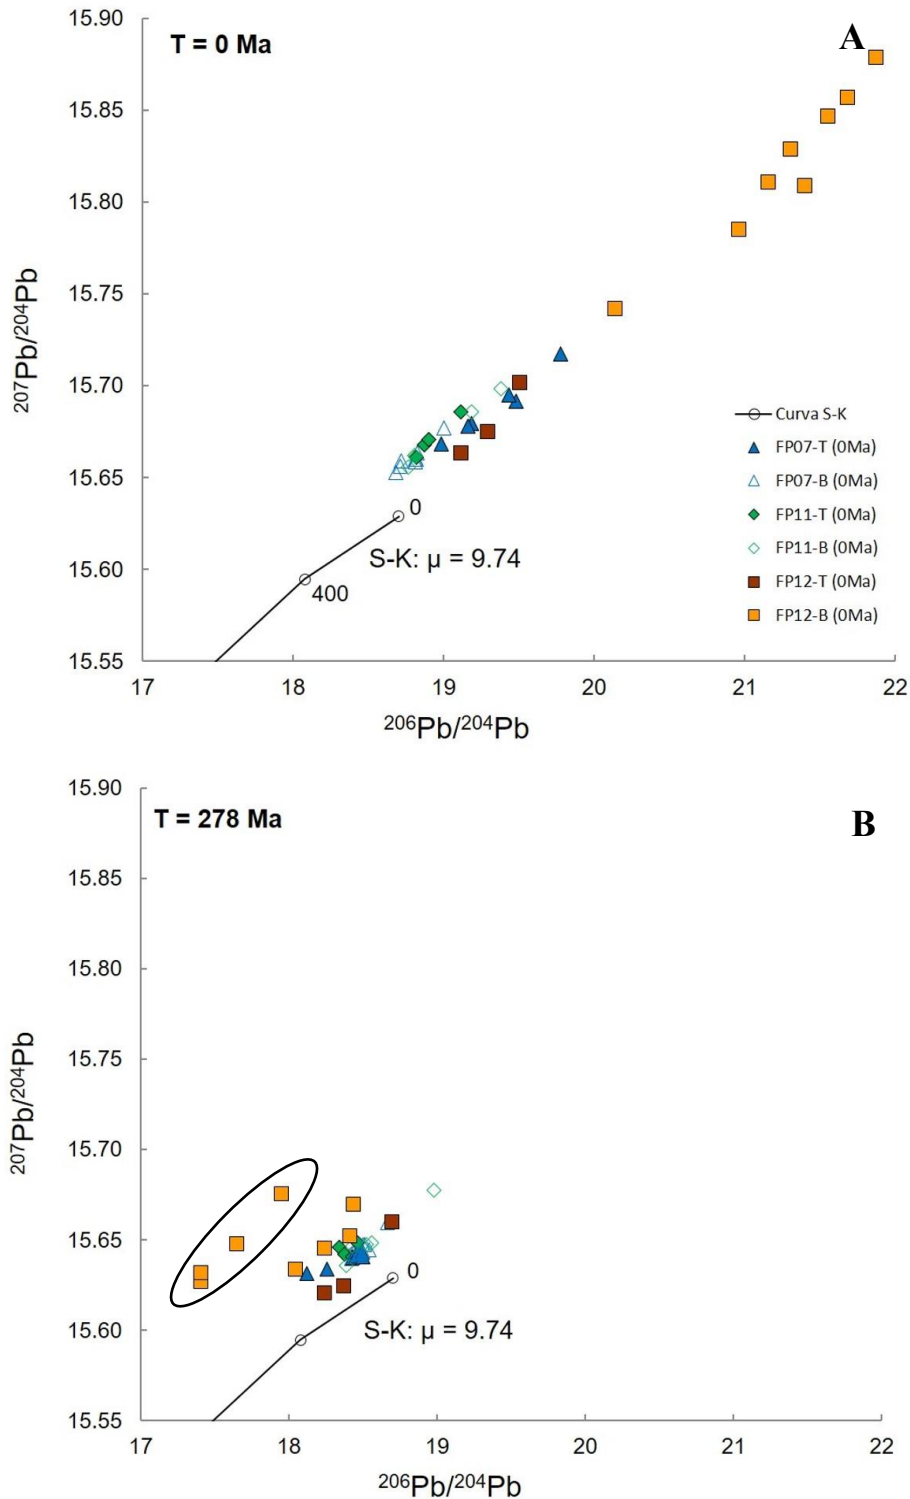 T = 0 Ma
A
15.90
15.85
15.80
15.75
15.70
15.65
15.60
15.55
207Pb/204Pb
0
S-K: μ = 9.74
400
Curva S-K
FP07-T (0Ma)
FP07-B (0Ma)
FP11-T (0Ma)
FP11-B (0Ma)
FP12-T (0Ma)
FP12-B (0Ma)
17 18 19 20 21 22
206Pb/204Pb
T = 278 Ma
B
15.90
15.85
15.80
15.75
15.70
15.65
15.60
15.55
207Pb/204Pb
0
S-K: μ = 9.74
17 18 19 20 21 22
206Pb/204Pb